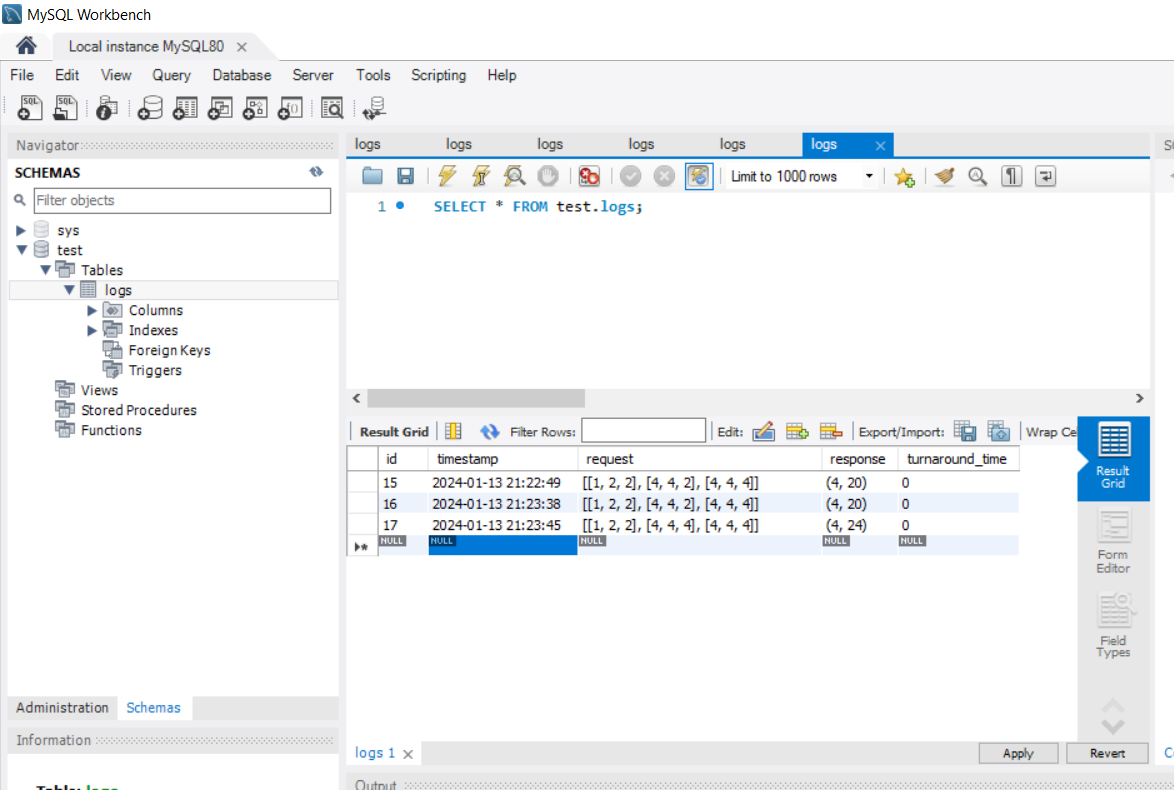 MySQL Workbench
Local instance MySQL80
File Edit View Query Database Server Tools Scripting Help
SQL SQL
Navigator
SCHEMAS
Filter objects
sys
test
Tables
logs
Columns
Indexes
Foreign Keys
Triggers
Views
Stored Procedures
Functions
Administration Schemas
Information
Table: logs
logs logs logs logs logs logs
Limit to 1000 rows
1 SELECT * FROM test.logs;
Result Grid Filter Rows: Edit: Export/Import: Wrap Ce
id timestamp request response turnaround_time
15 2024-01-13 21:22:49 [[1, 2, 2], [4, 4, 2], [4, 4, 4]] (4, 20) 0
16 2024-01-13 21:23:38 [[1, 2, 2], [4, 4, 2], [4, 4, 4]] (4, 20) 0
17 2024-01-13 21:23:45 [[1, 2, 2], [4, 4, 4], [4, 4, 4]] (4, 24) 0
NULL NULL NULL NULL NULL
Result
Grid
Form
Editor
Field
Types
logs 1
Apply Revert
Output